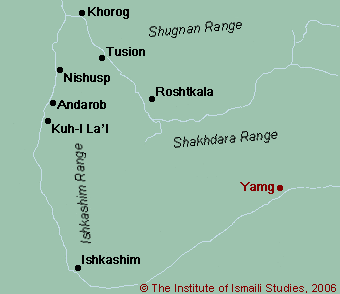 Khorog
Shugnan Range
Tusion
Nishusp
Roshtkala
Andarob
Kuh-I La'l
Shakhdara Range
Ishkashim Range
Yamg
Ishkashim
© The Institute of Ismaili Studies, 2006